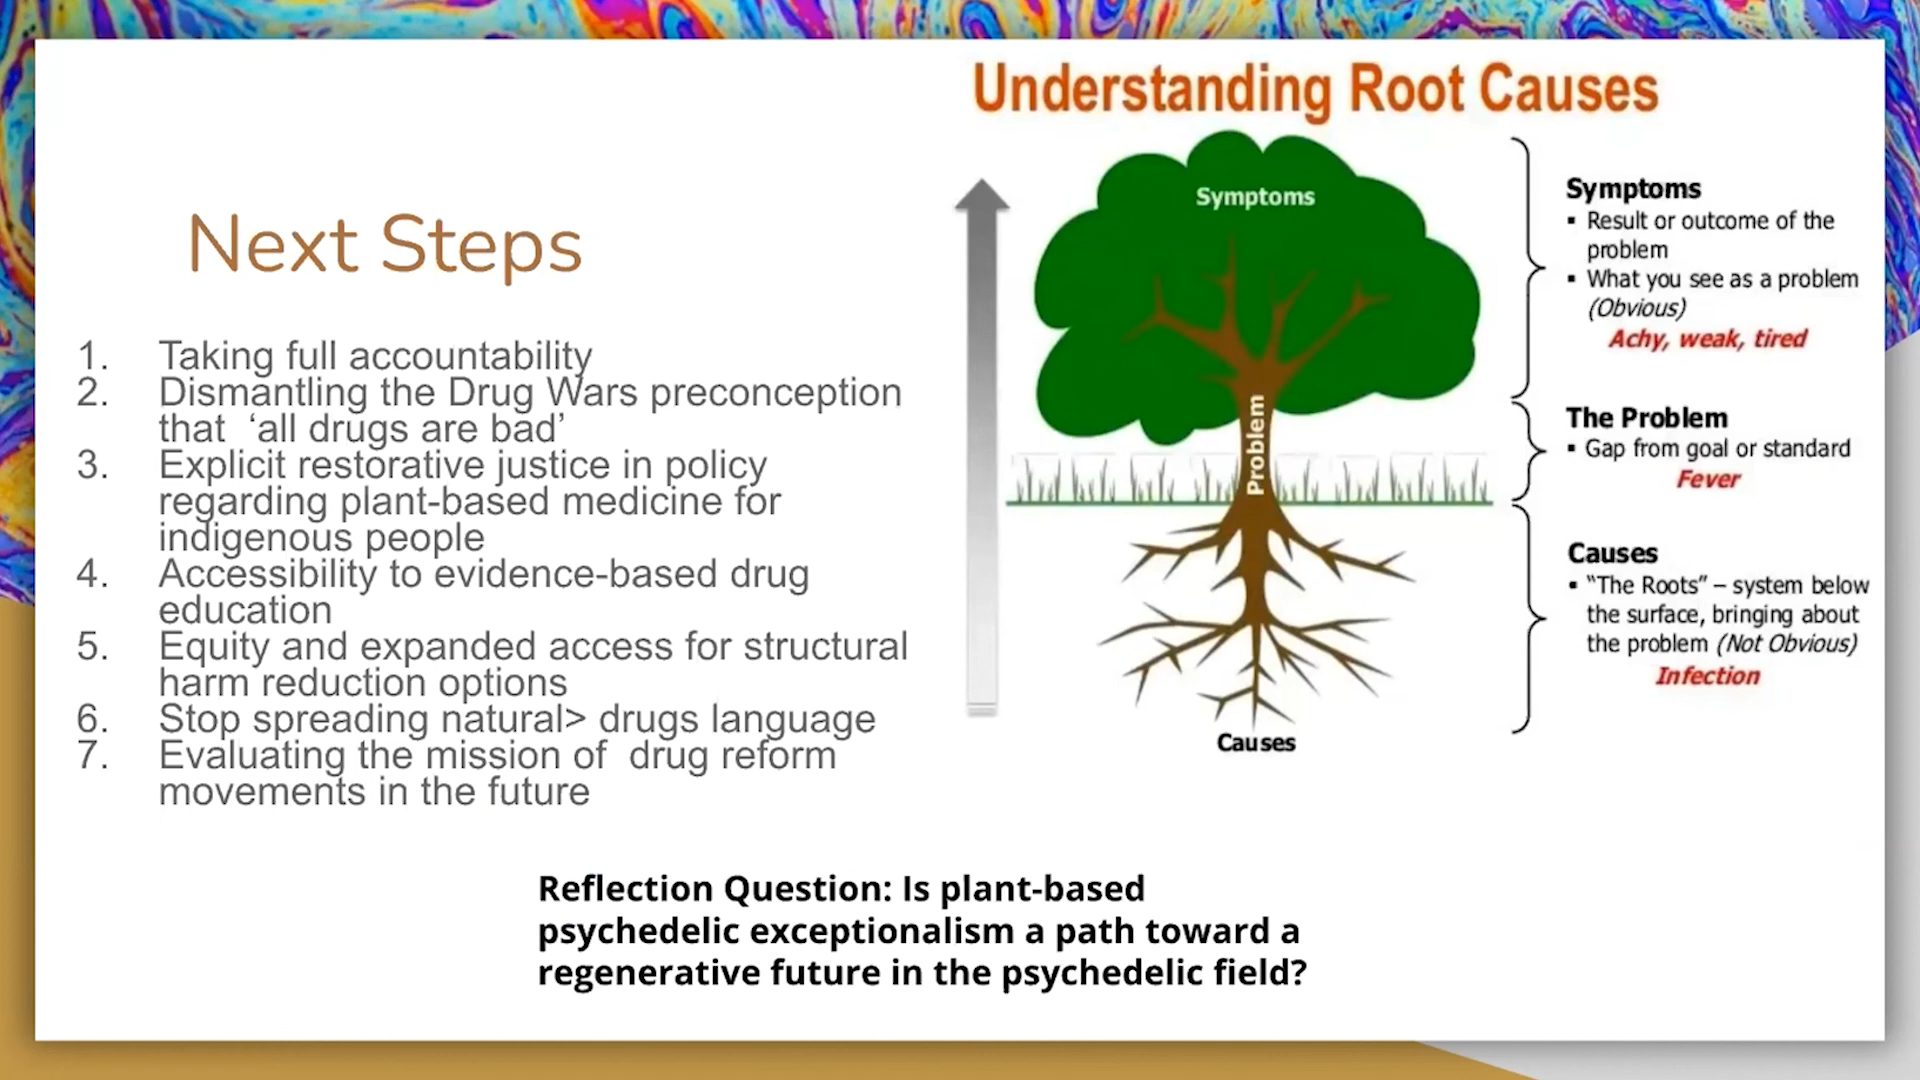 Next Steps
1. Taking full accountability
2. Dismantling the Drug Wars preconception
that ‘all drugs are bad’
3. Explicit restorative justice in policy
regarding plant-based medicine for
indigenous people
4. Accessibility to evidence-based drug
education
5. Equity and expanded access for structural
harm reduction options
6. Stop spreading natural> drugs language
7. Evaluating the mission of drug reform
movements in the future
Understanding Root Causes
Symptoms
Problem
Causes
Symptoms
▪ Result or outcome of the
problem
▪ What you see as a problem
(Obvious)
Achy, weak, tired
The Problem
▪ Gap from goal or standard
Fever
Causes
▪ “The Roots” – system below
the surface, bringing about
the problem (Not Obvious)
Infection
Reflection Question: Is plant-based
psychedelic exceptionalism a path toward a
regenerative future in the psychedelic field?